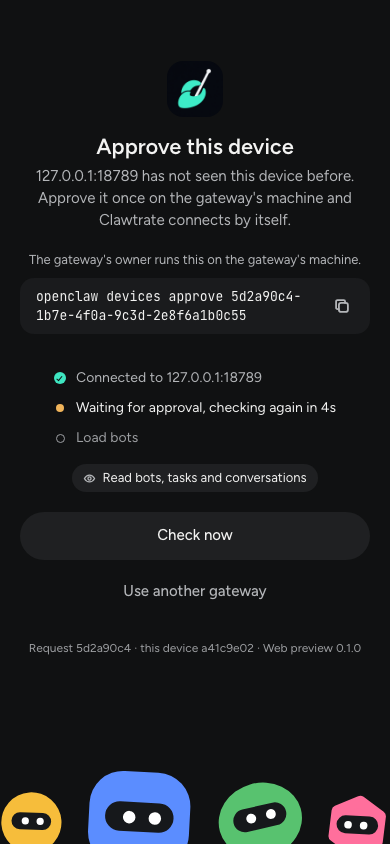 Approve this device
127.0.0.1:18789 has not seen this device before.
Approve it once on the gateway's machine and
Clawtrate connects by itself.
The gateway's owner runs this on the gateway's machine.
openclaw devices approve 5d2a90c4-
1b7e-4f0a-9c3d-2e8f6a1b0c55
Connected to 127.0.0.1:18789
Waiting for approval, checking again in 4s
Load bots
Read bots, tasks and conversations
Check now
Use another gateway
Request 5d2a90c4 · this device a41c9e02 · Web preview 0.1.0